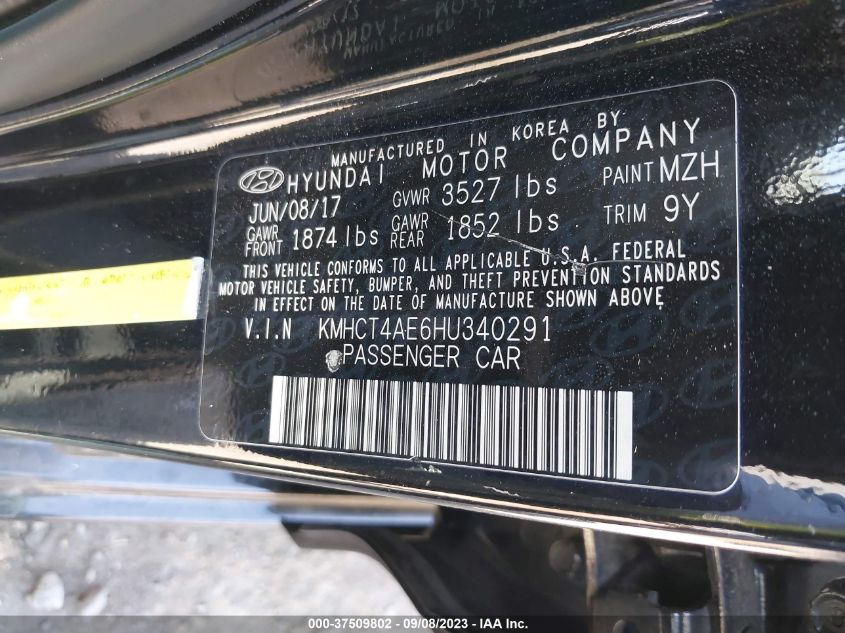 MANUFACTURED IN KOREA BY
HYUNDAI MOTOR COMPANY
JUN/08/17 GVWR 3527 lbs PAINT MZH
GAWR FRONT 1874 lbs GAWR REAR 1852 lbs TRIM 9Y
THIS VEHICLE CONFORMS TO ALL APPLICABLE U.S.A. FEDERAL
MOTOR VEHICLE SAFETY, BUMPER, AND THEFT PREVENTION STANDARDS
IN EFFECT ON THE DATE OF MANUFACTURE SHOWN ABOVE
V.I.N KMHCT4AE6HU340291
PASSENGER CAR
000-37509802 - 09/08/2023 - IAA Inc.